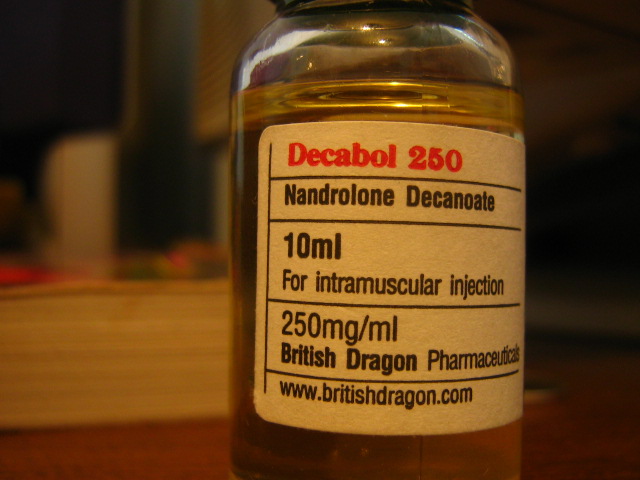 Decabol 250
Nandrolone Decanoate
10ml
For intramuscular injection
250mg/ml
British Dragon Pharmaceuticals
www.britishdragon.com